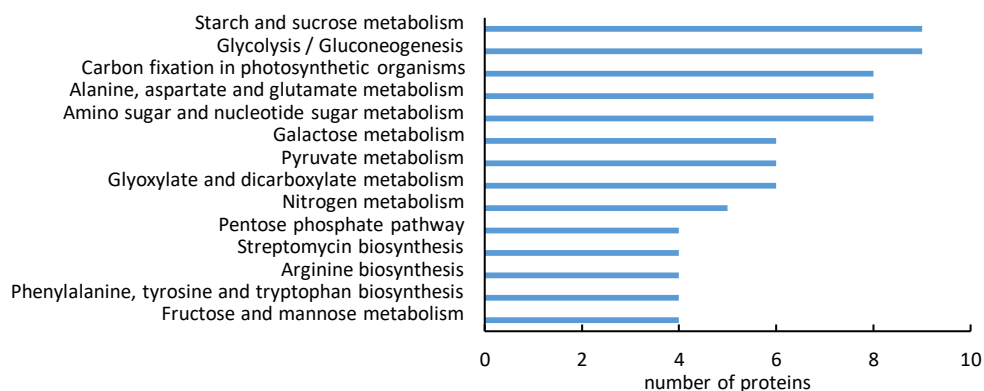 Starch and sucrose metabolism
Glycolysis / Gluconeogenesis
Carbon fixation in photosynthetic organisms
Alanine, aspartate and glutamate metabolism
Amino sugar and nucleotide sugar metabolism
Galactose metabolism
Pyruvate metabolism
Glyoxylate and dicarboxylate metabolism
Nitrogen metabolism
Pentose phosphate pathway
Streptomycin biosynthesis
Arginine biosynthesis
Phenylalanine, tyrosine and tryptophan biosynthesis
Fructose and mannose metabolism
0 2 4 6 8 10
number of proteins